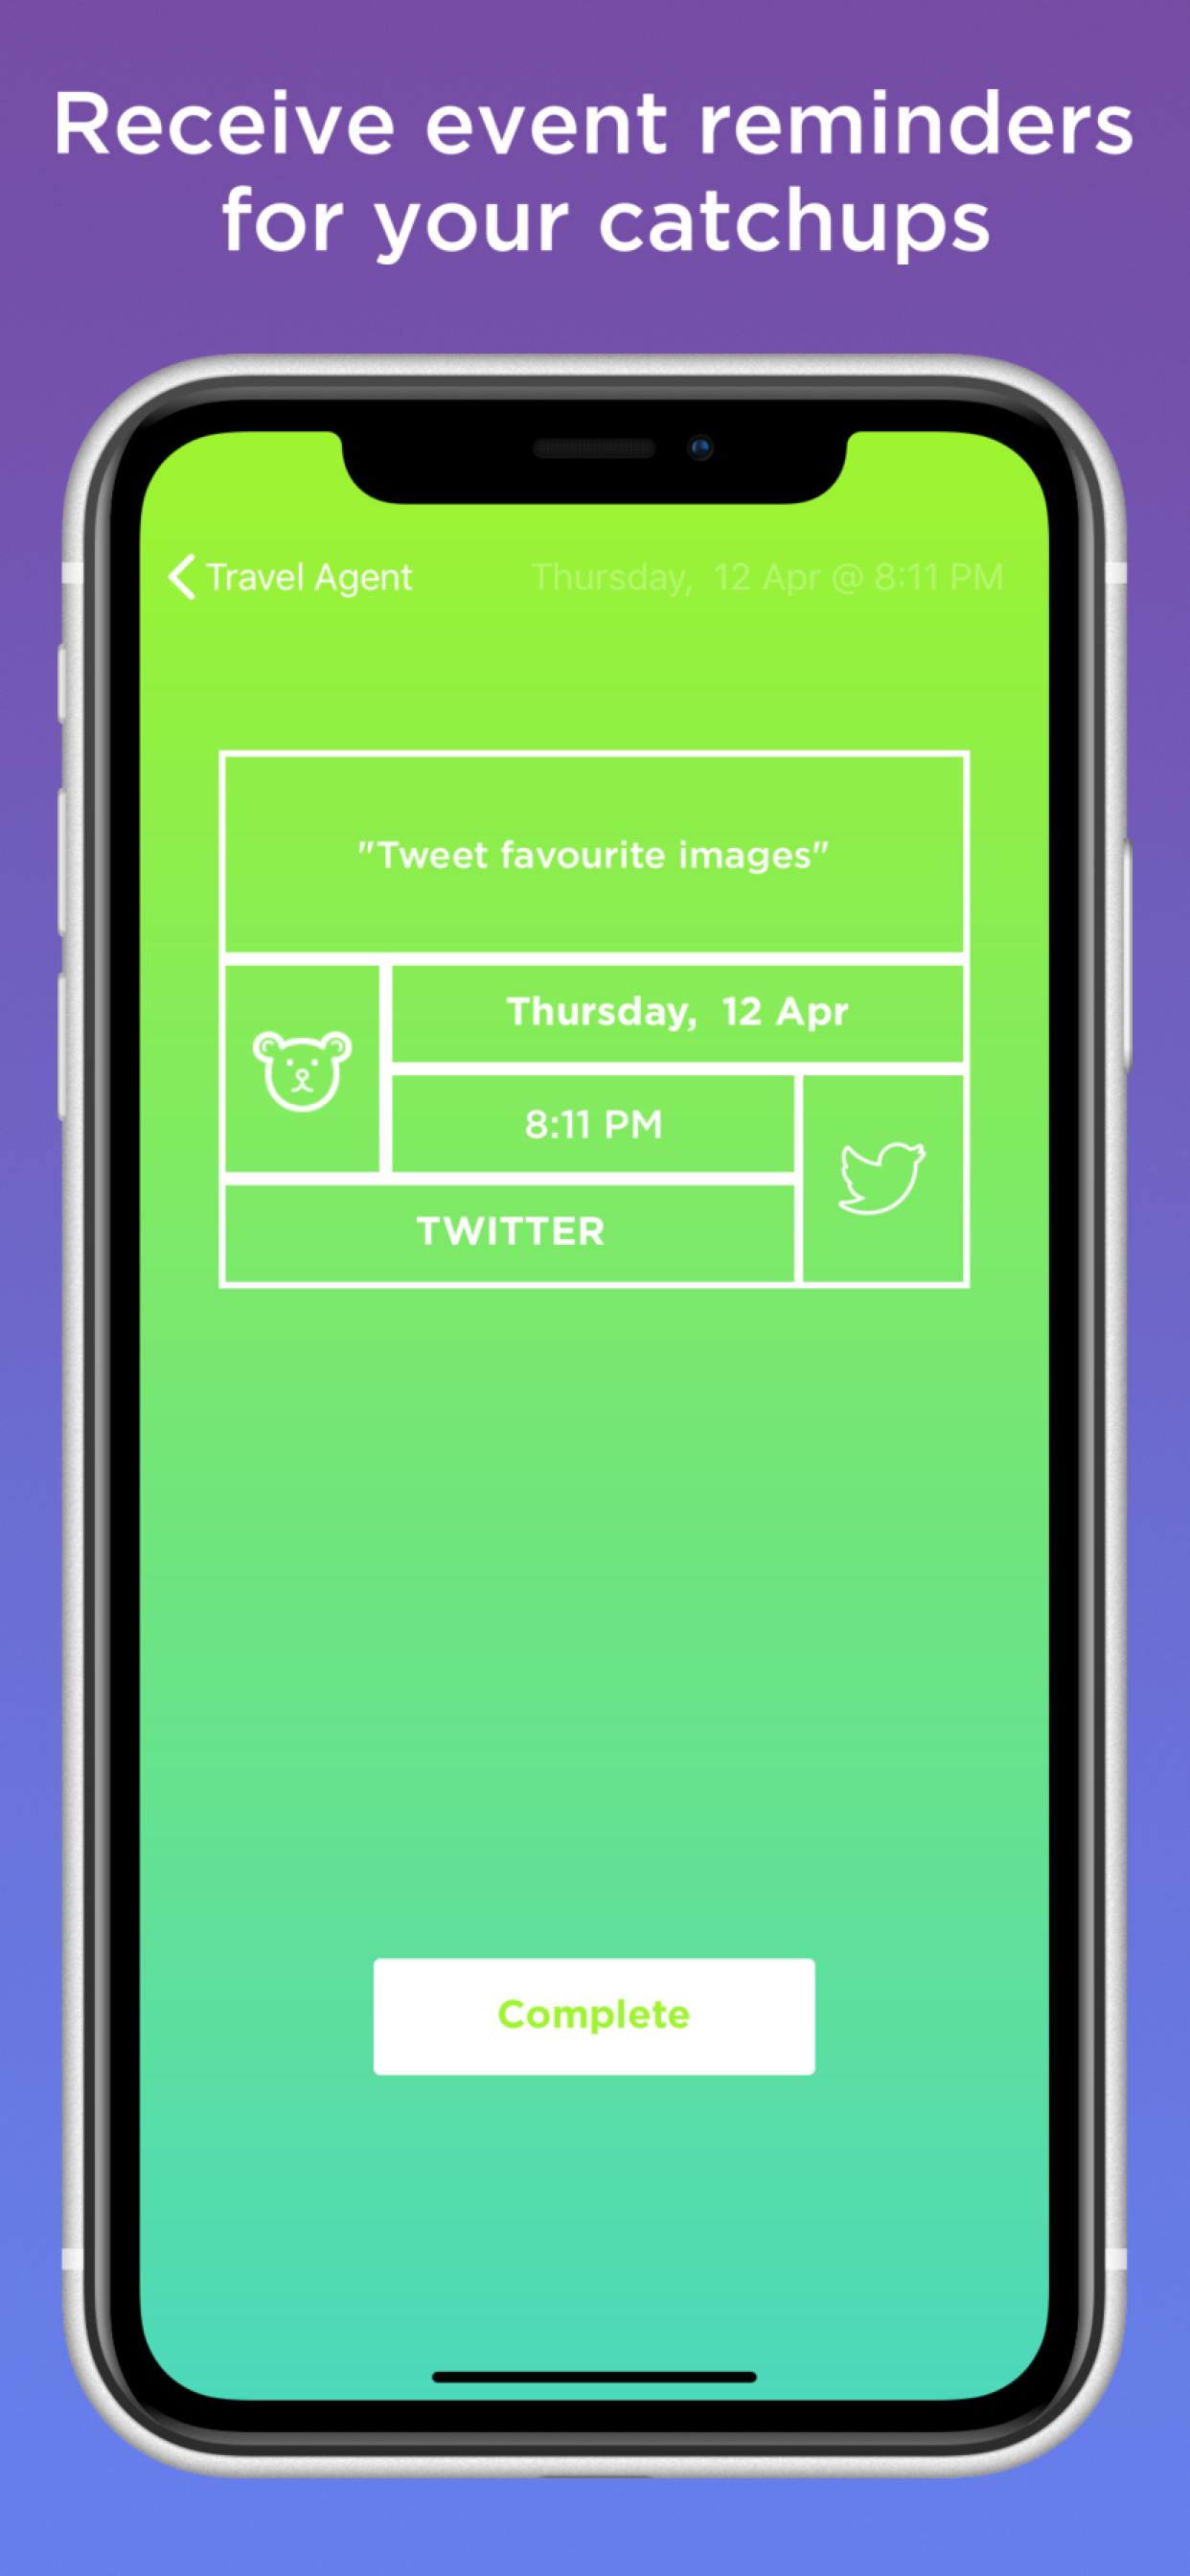 Receive event reminders
for your catchups
Travel Agent
Thursday,  12 Apr @ 8:11 PM
"Tweet favourite images"
Thursday,  12 Apr
8:11 PM
TWITTER
Complete